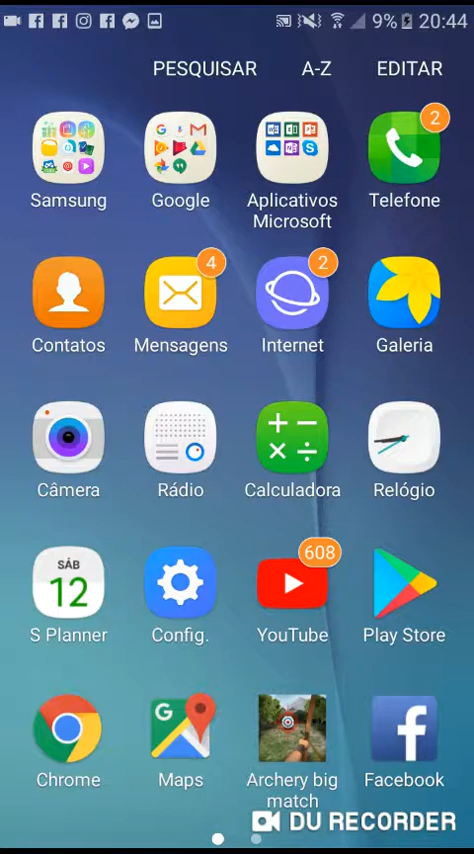 9% 20:44
PESQUISAR A-Z EDITAR
2
Samsung Google Aplicativos Microsoft Telefone
4 2
Contatos Mensagens Internet Galeria
Câmera Rádio Calculadora Relógio
SÁB
12
608
S Planner Config. YouTube Play Store
G
Chrome Maps Archery big match Facebook
DU RECORDER